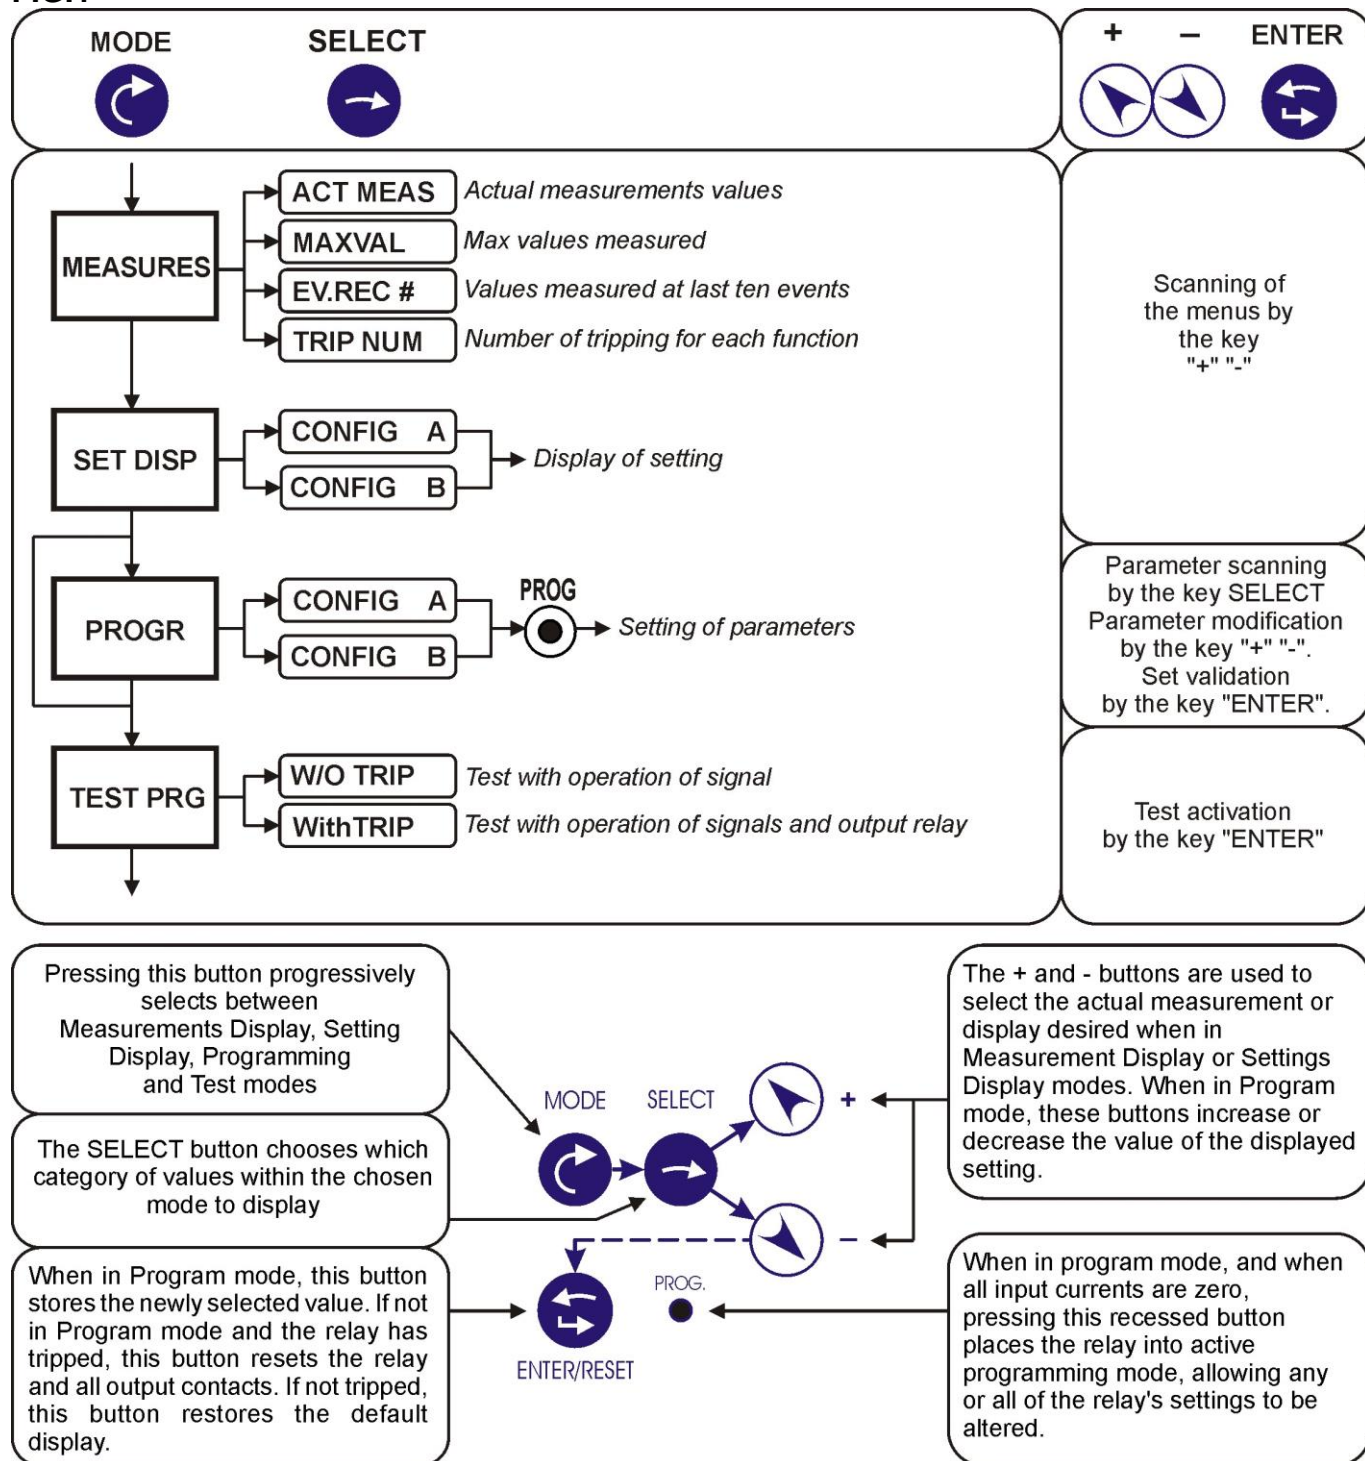 MODE
SELECT
+ – ENTER
MEASURES
ACT MEAS
Actual measurements values
MAXVAL
Max values measured
EV.REC #
Values measured at last ten events
TRIP NUM
Number of tripping for each function
Scanning of
the menus by
the key
"+" "-"
SET DISP
CONFIG A
CONFIG B
Display of setting
PROGR
CONFIG A
CONFIG B
PROG
Setting of parameters
Parameter scanning
by the key SELECT
Parameter modification
by the key "+" "-".
Set validation
by the key "ENTER".
TEST PRG
W/O TRIP
Test with operation of signal
WithTRIP
Test with operation of signals and output relay
Test activation
by the key "ENTER"
Pressing this button progressively
selects between
Measurements Display, Setting
Display, Programming
and Test modes
The SELECT button chooses which
category of values within the chosen
mode to display
When in Program mode, this button
stores the newly selected value. If not
in Program mode and the relay has
tripped, this button resets the relay
and all output contacts. If not tripped,
this button restores the default
display.
MODE
SELECT
+
–
PROG.
ENTER/RESET
The + and - buttons are used to
select the actual measurement or
display desired when in
Measurement Display or Settings
Display modes. When in Program
mode, these buttons increase or
decrease the value of the displayed
setting.
When in program mode, and when
all input currents are zero,
pressing this recessed button
places the relay into active
programming mode, allowing any
or all of the relay's settings to be
altered.